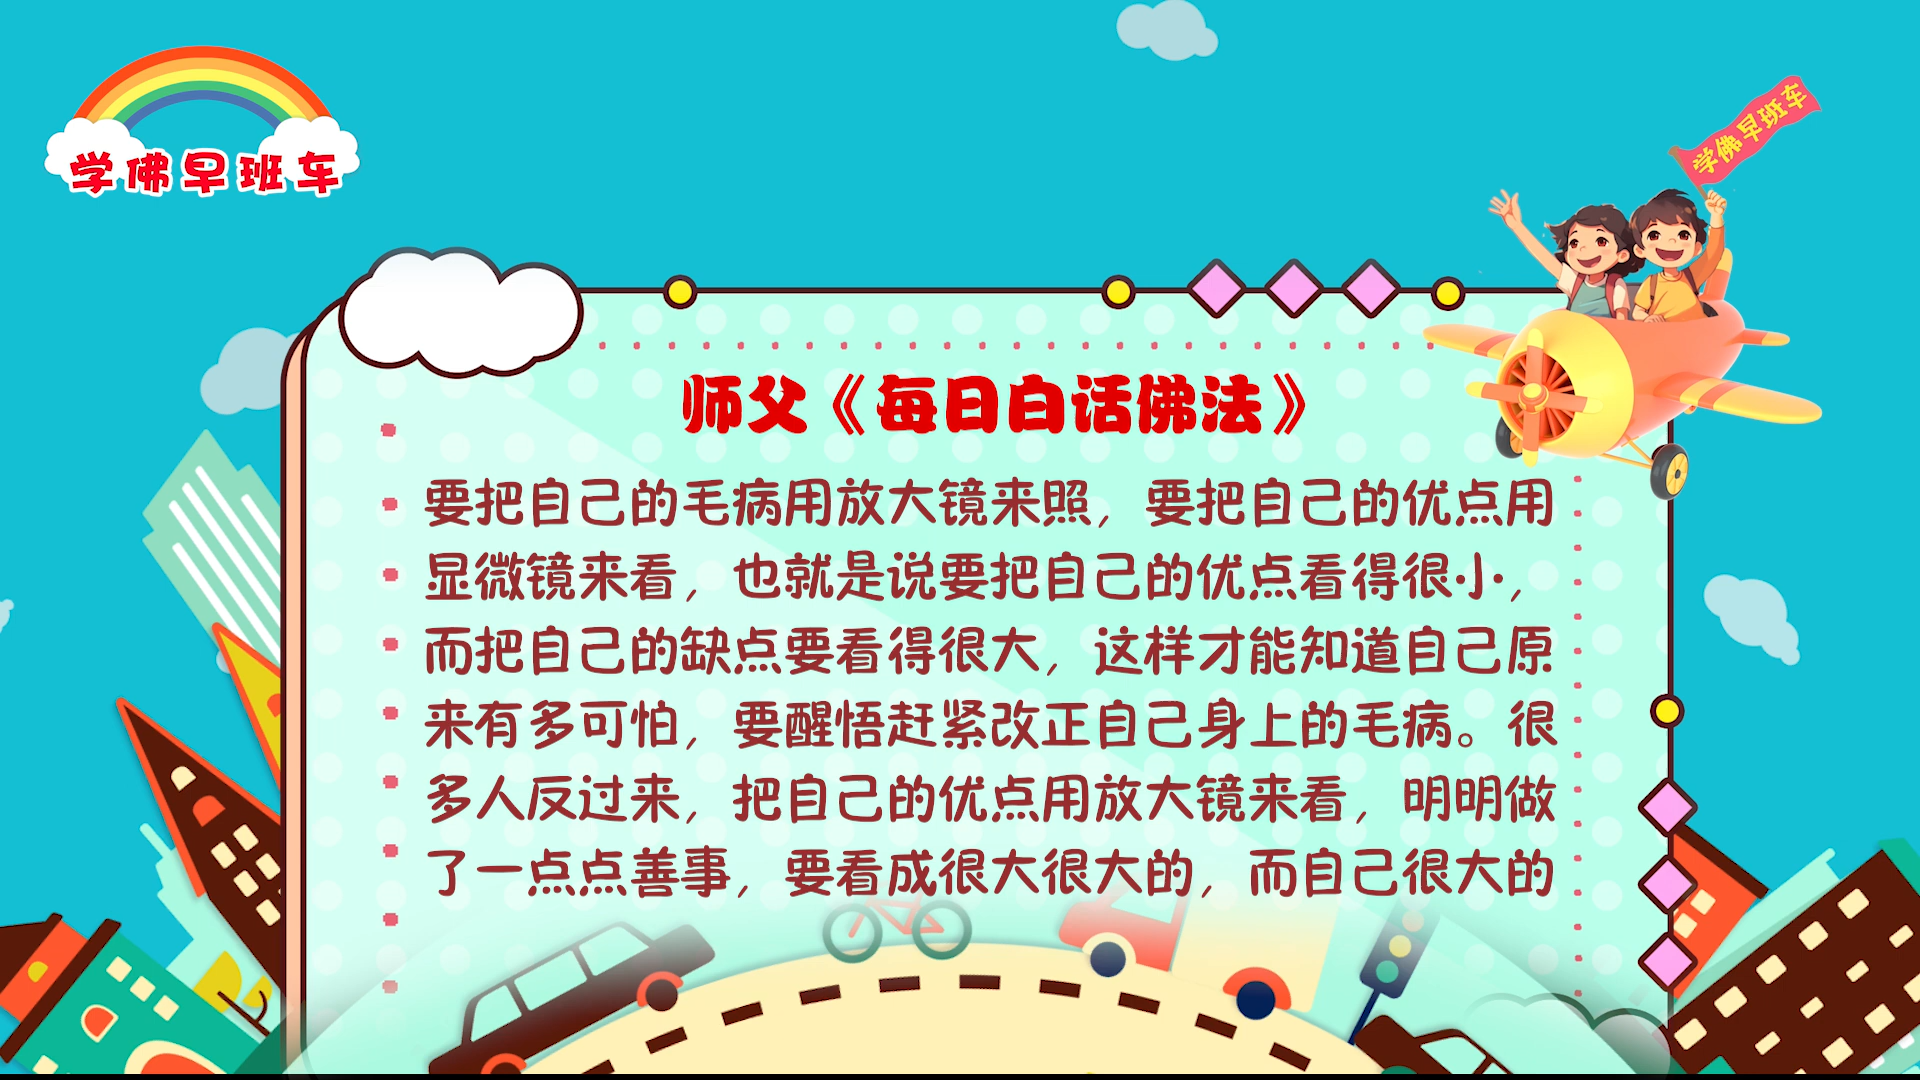 学佛早班车
学佛早班车
师父《每日白话佛法》
要把自己的毛病用放大镜来照，要把自己的优点用
显微镜来看，也就是说要把自己的优点看得很小，
而把自己的缺点要看得很大，这样才能知道自己原
来有多可怕，要醒悟赶紧改正自己身上的毛病。很
多人反过来，把自己的优点用放大镜来看，明明做
了一点点善事，要看成很大很大的，而自己很大的